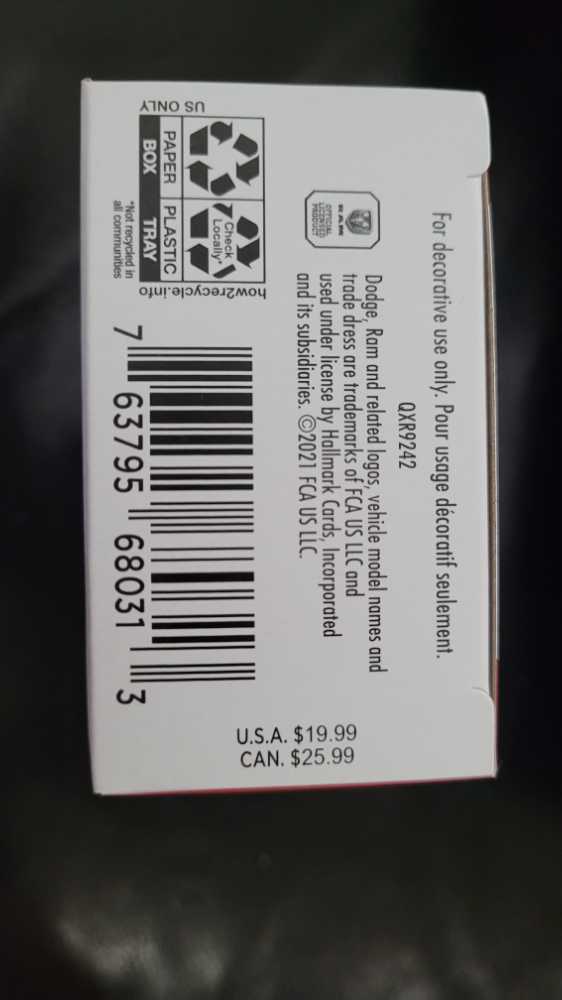 For decorative use only. Pour usage décoratif seulement.
QXR9242
RAM
OFFICIAL
LICENSED
PRODUCT
Dodge, Ram and related logos, vehicle model names and
trade dress are trademarks of FCA US LLC and
used under license by Hallmark Cards, Incorporated
and its subsidiaries. ©2021 FCA US LLC.
U.S.A. $19.99
CAN. $25.99
US ONLY
PAPER
BOX
Check
Locally*
PLASTIC
TRAY
*Not recycled in
all communities
how2recycle.info
7 63795 68031 3